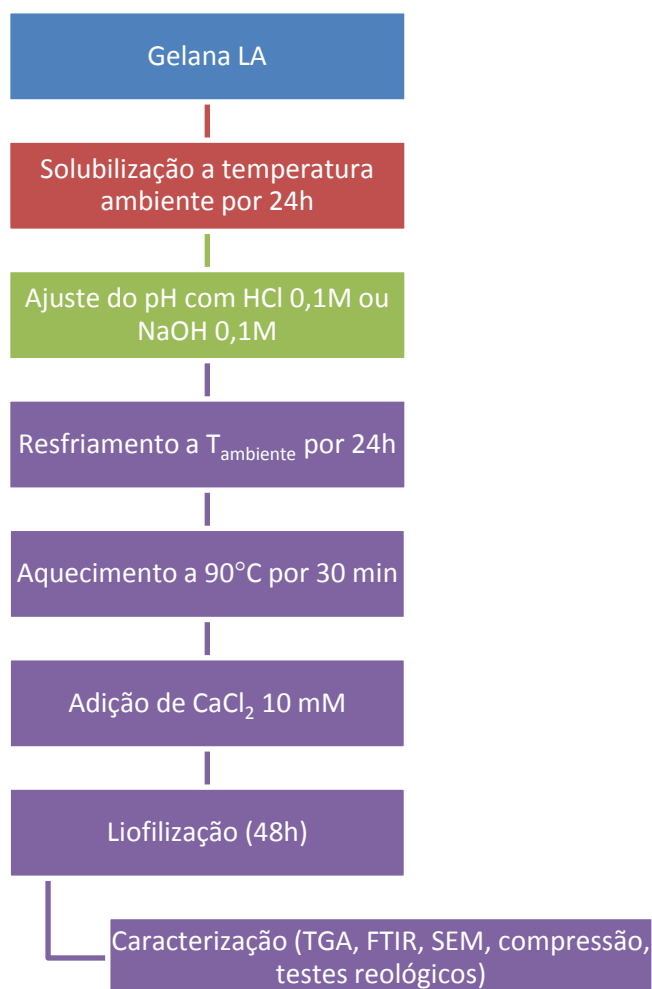 Gelana LA
Solubilização a temperatura
ambiente por 24h
Ajuste do pH com HCl 0,1M ou
NaOH 0,1M
Resfriamento a Tambiente por 24h
Aquecimento a 90°C por 30 min
Adição de CaCl2 10 mM
Liofilização (48h)
Caracterização (TGA, FTIR, SEM, compressão,
testes reológicos)